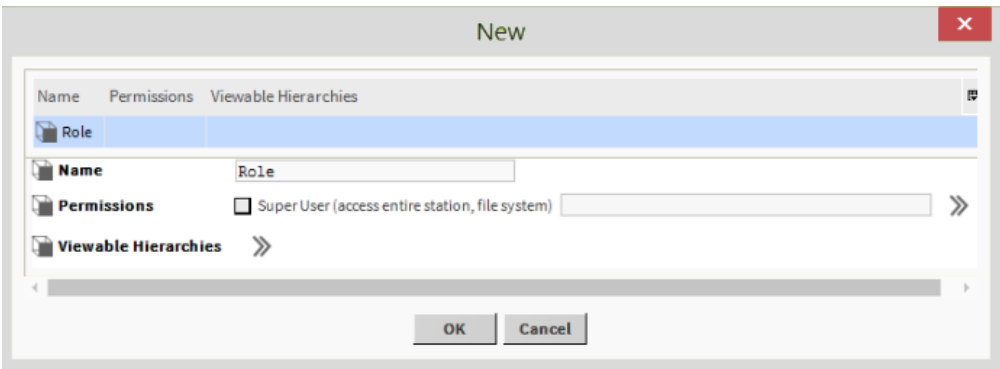 New
Name Permissions Viewable Hierarchies
Role
Name Role
Permissions Super User (access entire station, file system)
Viewable Hierarchies
OK Cancel